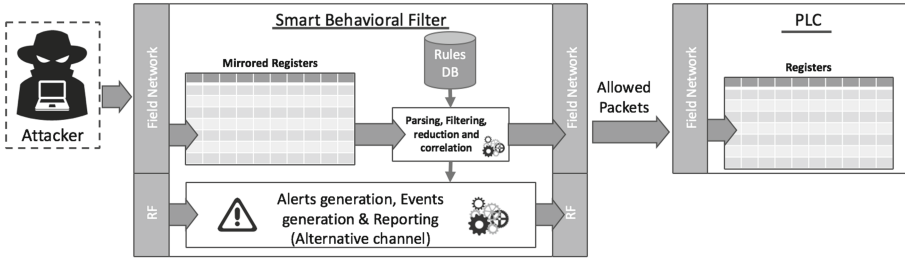 Smart Behavioral Filter
PLC
Field Network
Mirrored Registers
Rules
DB
Field Network
Allowed
Packets
Field Network
Registers
Attacker
Parsing, Filtering,
reduction and
correlation
RF
Alerts generation, Events
generation & Reporting
(Alternative channel)
RF